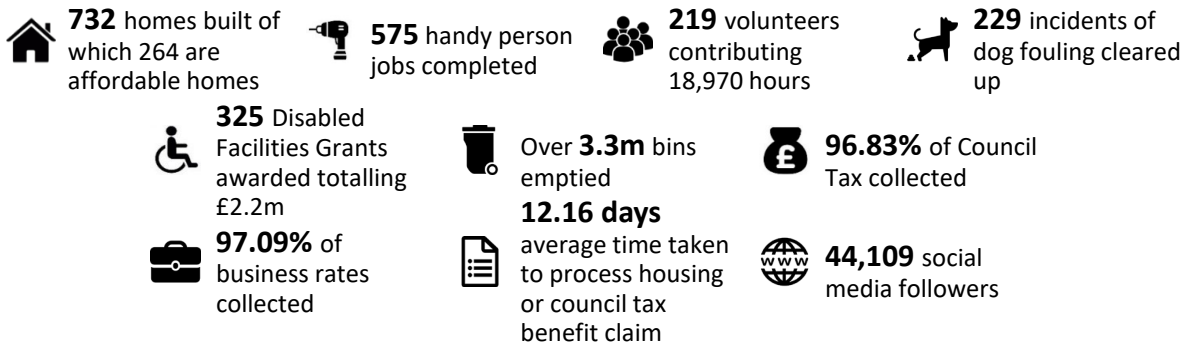 732 homes built of
which 264 are
affordable homes
575 handy person
jobs completed
219 volunteers
contributing
18,970 hours
229 incidents of
dog fouling cleared
up
325 Disabled
Facilities Grants
awarded totalling
£2.2m
Over 3.3m bins
emptied
£
96.83% of Council
Tax collected
97.09% of
business rates
collected
12.16 days
average time taken
to process housing
or council tax
benefit claim
www
44,109 social
media followers